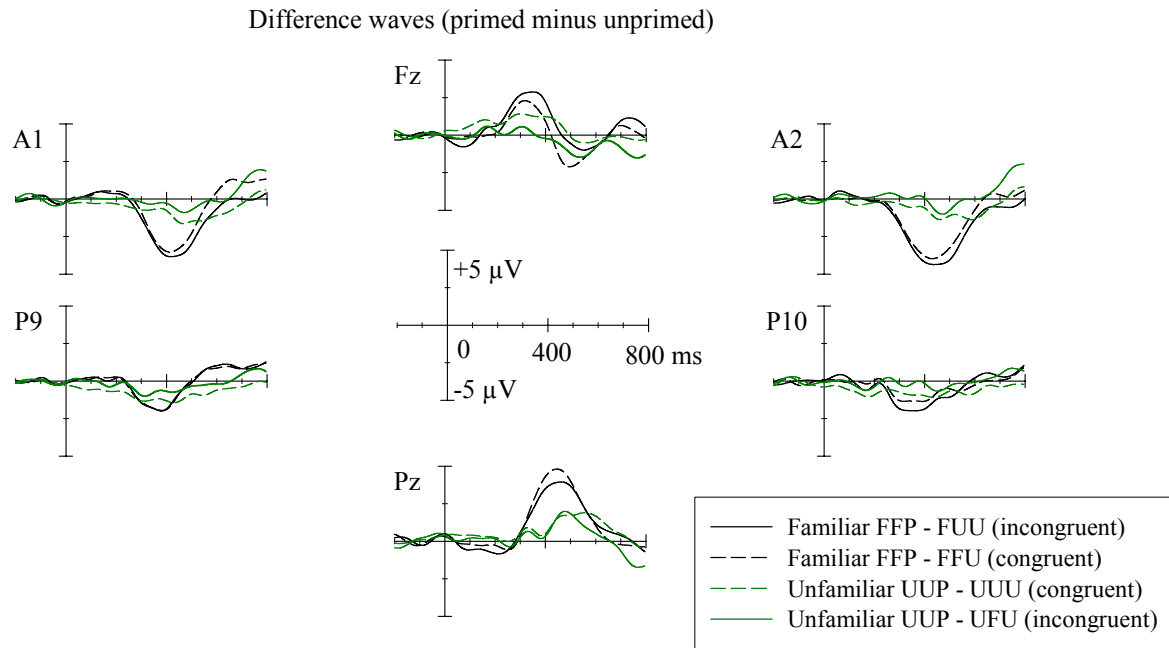 Difference waves (primed minus unprimed)
Fz
A1
A2
+5 µV
P9
P10
0
400
800 ms
-5 µV
Pz
Familiar FFP - FUU (incongruent)
Familiar FFP - FFU (congruent)
Unfamiliar UUP - UUU (congruent)
Unfamiliar UUP - UFU (incongruent)